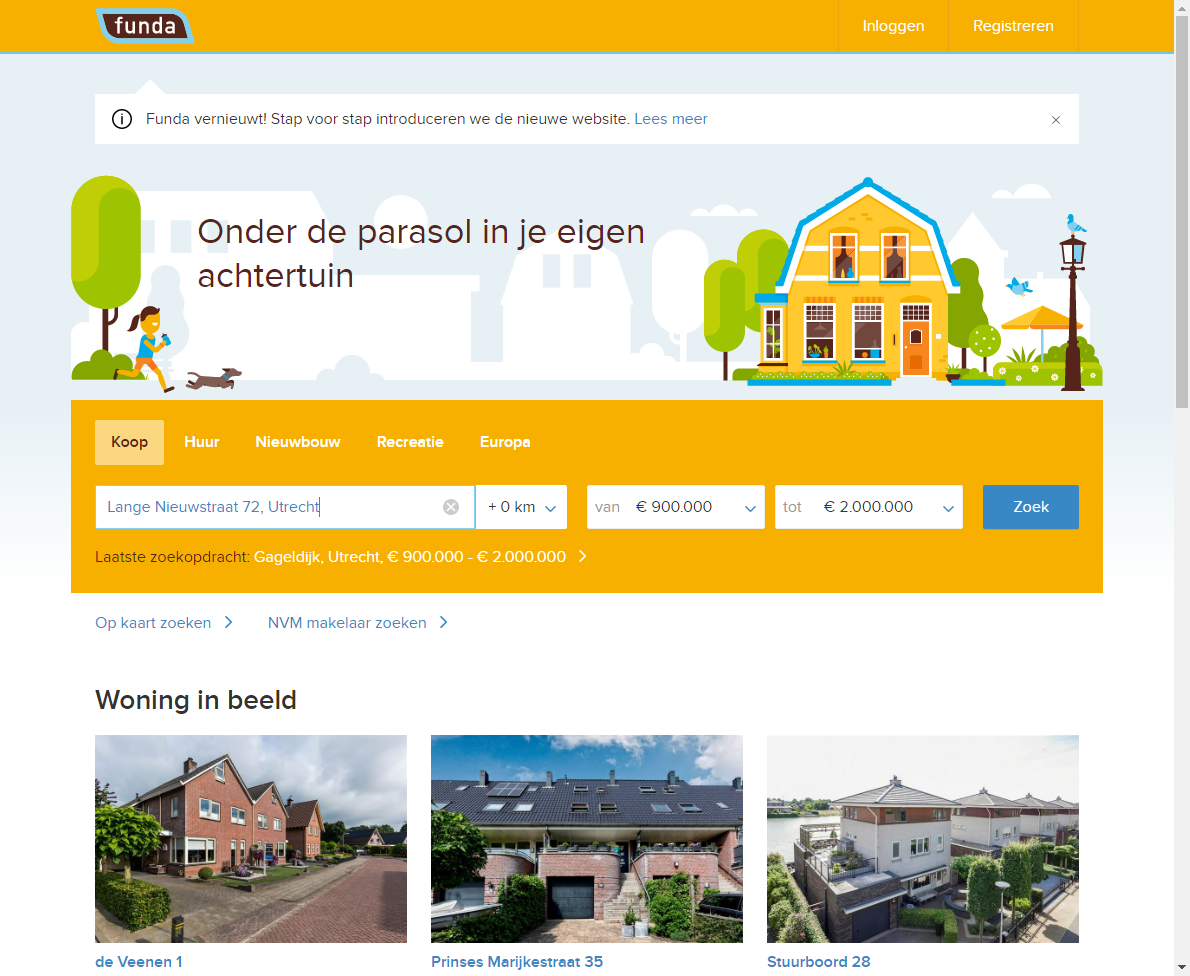 funda
Inloggen
Registreren
Funda vernieuwt! Stap voor stap introduceren we de nieuwe website. Lees meer
Onder de parasol in je eigen
achtertuin
Koop Huur Nieuwbouw Recreatie Europa
Lange Nieuwstraat 72, Utrecht + 0 km van € 900.000 tot € 2.000.000 Zoek
Laatste zoekopdracht: Gageldijk, Utrecht, € 900.000 - € 2.000.000
Op kaart zoeken NVM makelaar zoeken
Woning in beeld
de Veenen 1 Prinses Marijkestraat 35 Stuurboord 28